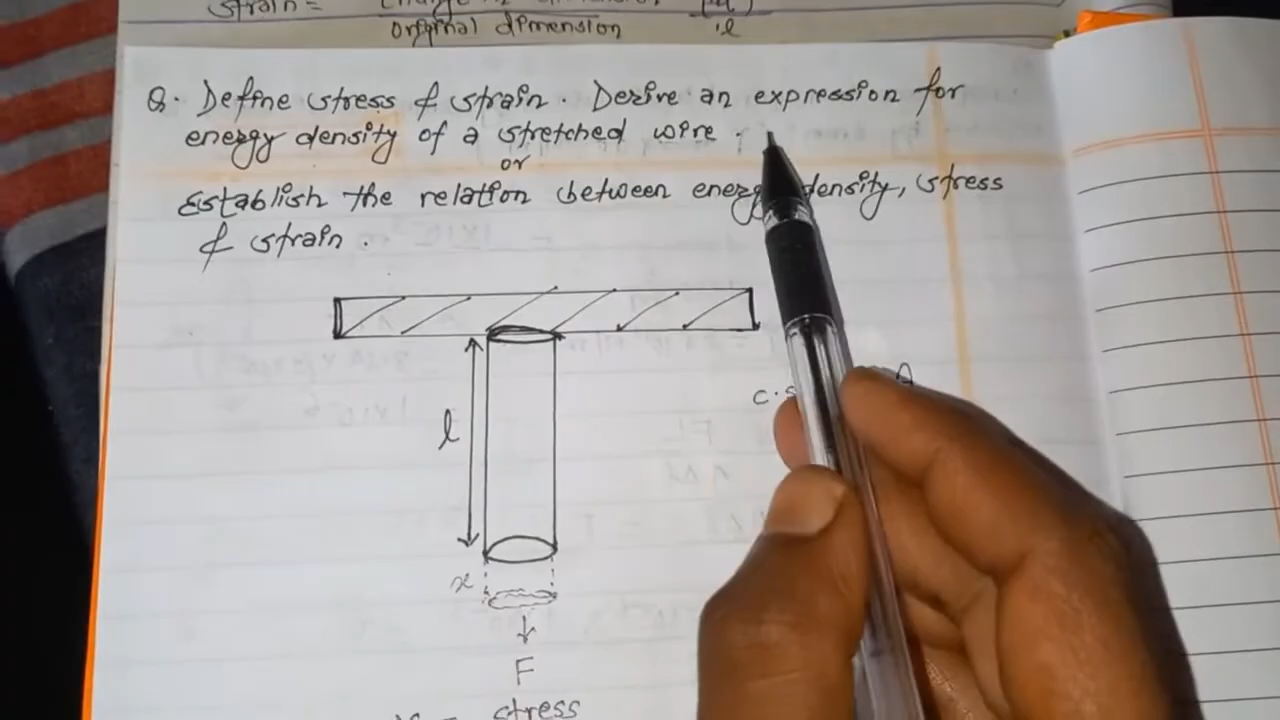 strain =
original dimension l
Q. Define stress & strain. Derive an expression for
energy density of a stretched wire.
or
Establish the relation between energy density, stress
& strain.
A
l
x
F
stress